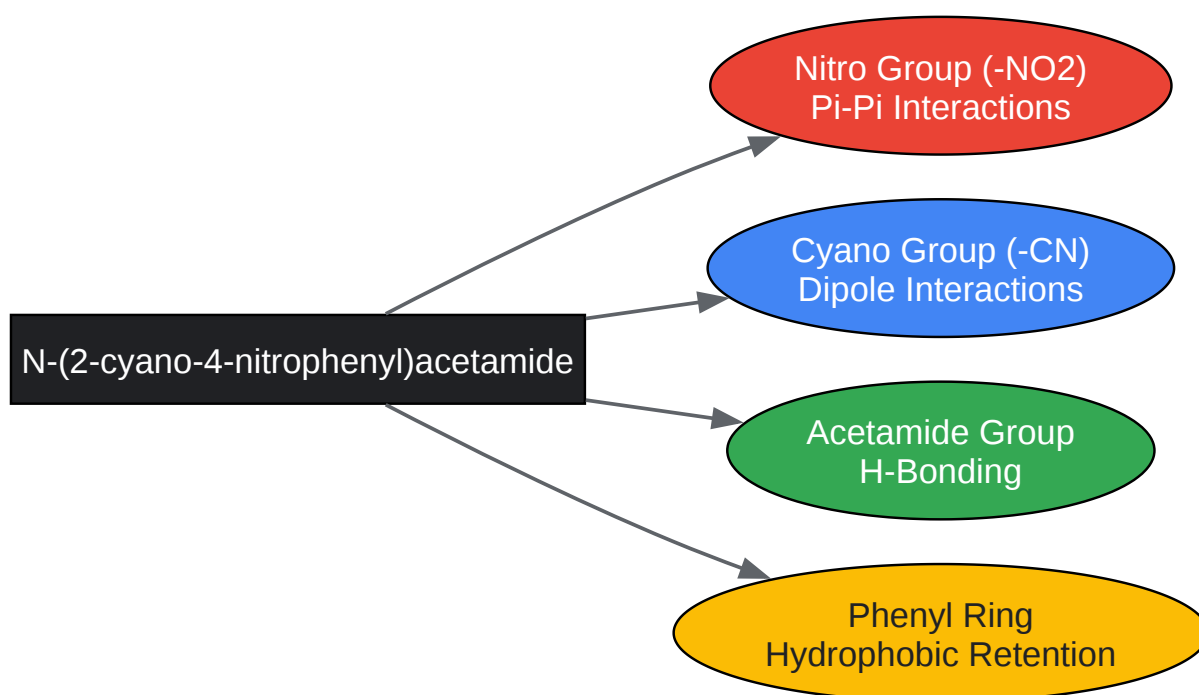 Nitro Group (-NO2)
Pi-Pi Interactions
Cyano Group (-CN)
Dipole Interactions
N-(2-cyano-4-nitrophenyl)acetamide
Acetamide Group
H-Bonding
Phenyl Ring
Hydrophobic Retention